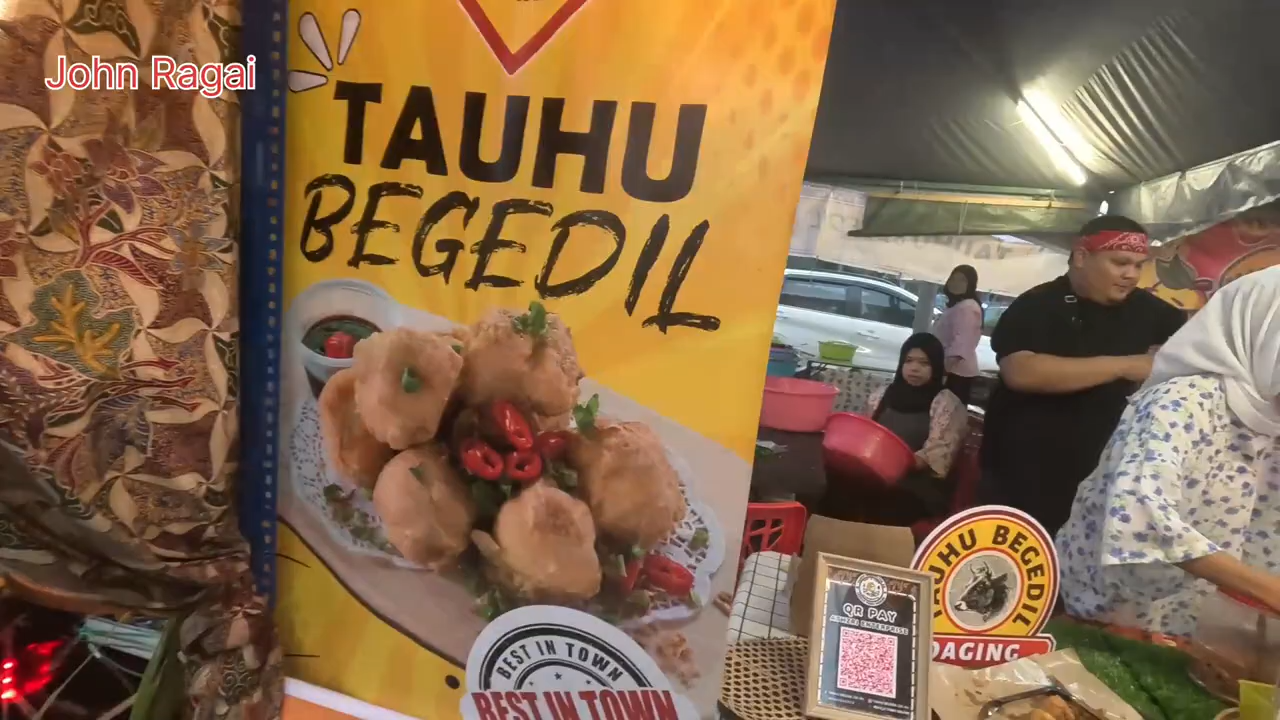 John Ragai
TAUHU
BEGEDIL
BEST IN TOWN
BEST IN TOWN
QR PAY
TAUHU BEGEDIL
DAGING